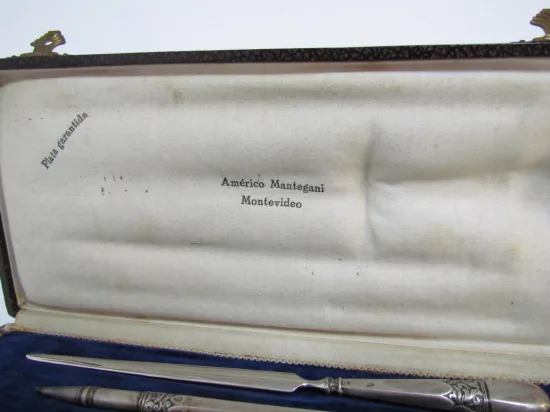 Plata garantida
Américo Mantegani
Montevideo